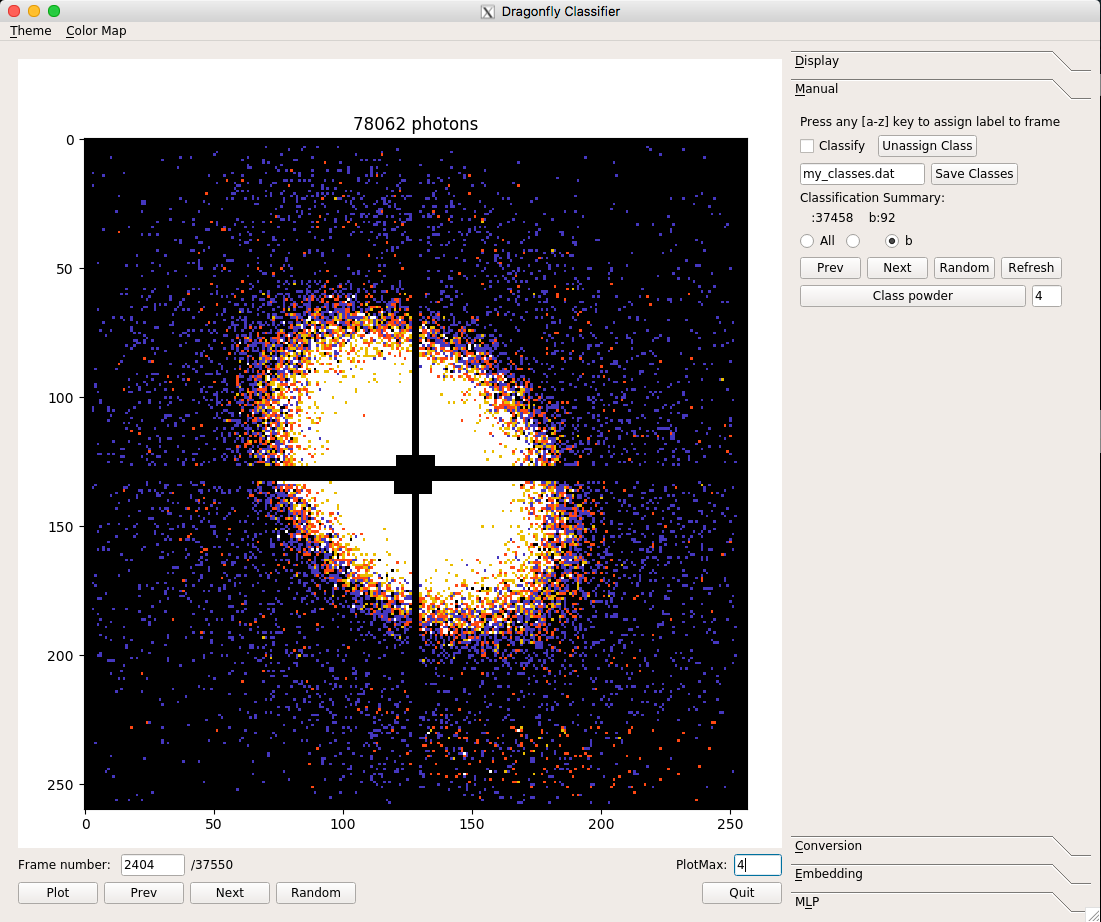 Dragonfly Classifier
Theme Color Map
78062 photons
0
50
100
150
200
250
0 50 100 150 200 250
Frame number: 2404 /37550 PlotMax: 4
Plot Prev Next Random Quit
Display
Manual
Press any [a-z] key to assign label to frame
Classify Unassign Class
my_classes.dat Save Classes
Classification Summary:
:37458 b:92
All b
Prev Next Random Refresh
Class powder 4
Conversion
Embedding
MLP